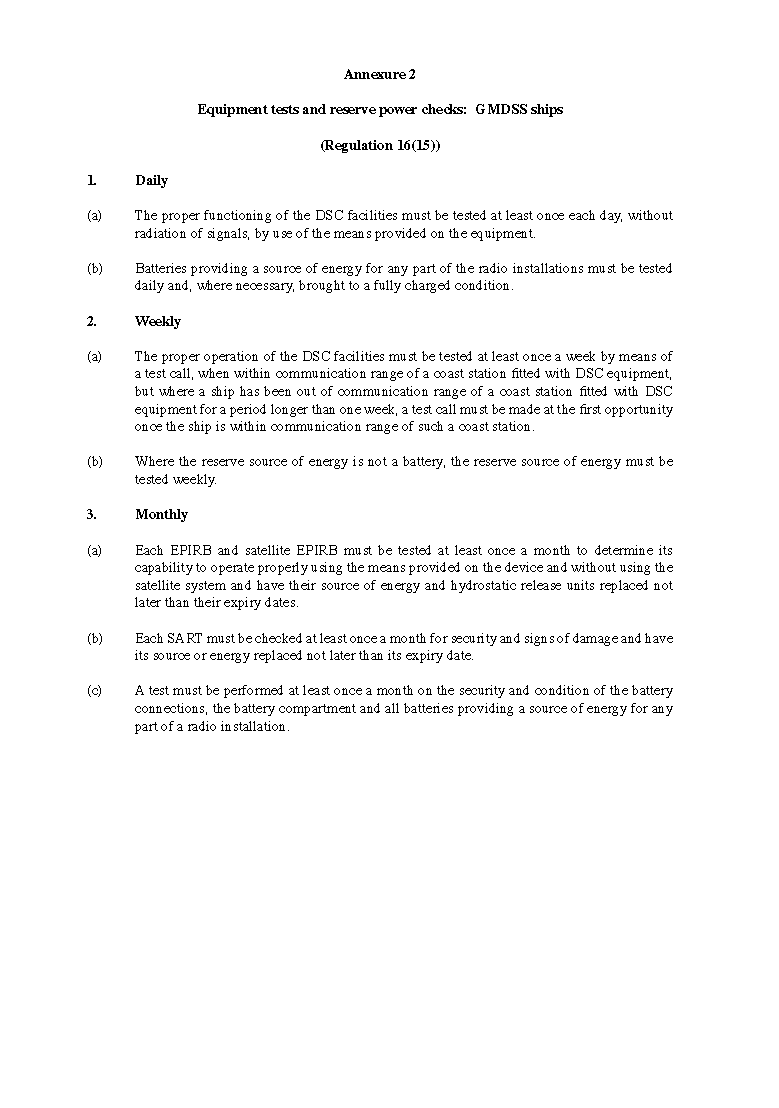 Annexure 2
Equipment tests and reserve power checks: GMDSS ships
(Regulation 16(15))
1. Daily
(a) The proper functioning of the DSC facilities must be tested at least once each day, without
radiation of signals, by use of the means provided on the equipment.
(b) Batteries providing a source of energy for any part of the radio installations must be tested
daily and, where necessary, brought to a fully charged condition.
2. Weekly
(a) The proper operation of the DSC facilities must be tested at least once a week by means of
a test call, when within communication range of a coast station fitted with DSC equipment,
but where a ship has been out of communication range of a coast station fitted with DSC
equipment for a period longer than one week, a test call must be made at the first opportunity
once the ship is within communication range of such a coast station.
(b) Where the reserve source of energy is not a battery, the reserve source of energy must be
tested weekly.
3. Monthly
(a) Each EPIRB and satellite EPIRB must be tested at least once a month to determine its
capability to operate properly using the means provided on the device and without using the
satellite system and have their source of energy and hydrostatic release units replaced not
later than their expiry dates.
(b) Each SART must be checked at least once a month for security and signs of damage and have
its source or energy replaced not later than its expiry date.
(c) A test must be performed at least once a month on the security and condition of the battery
connections, the battery compartment and all batteries providing a source of energy for any
part of a radio installation.